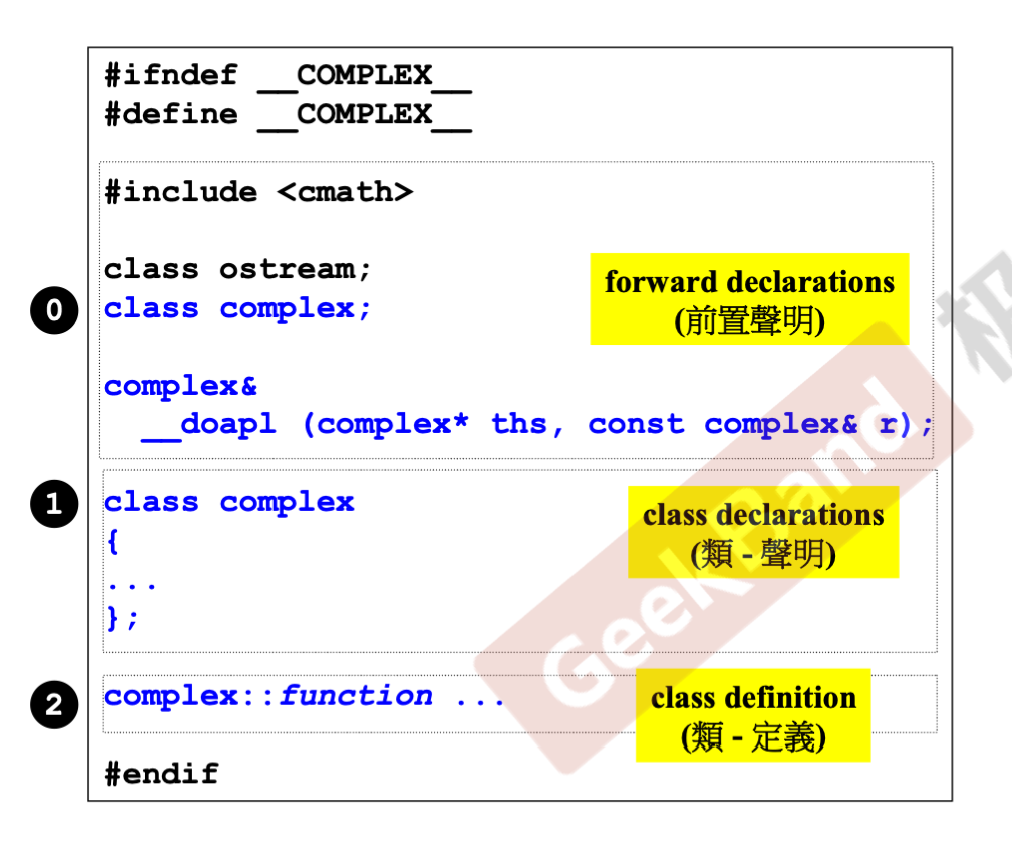 #ifndef __COMPLEX__
#define __COMPLEX__
#include <cmath>
class ostream;
class complex;
complex&
__doapl (complex* ths, const complex& r);
0
forward declarations
(前置聲明)
1
class complex
{
...
};
class declarations
(類 - 聲明)
2
complex::function ...
class definition
(類 - 定義)
#endif
GeekBand
极